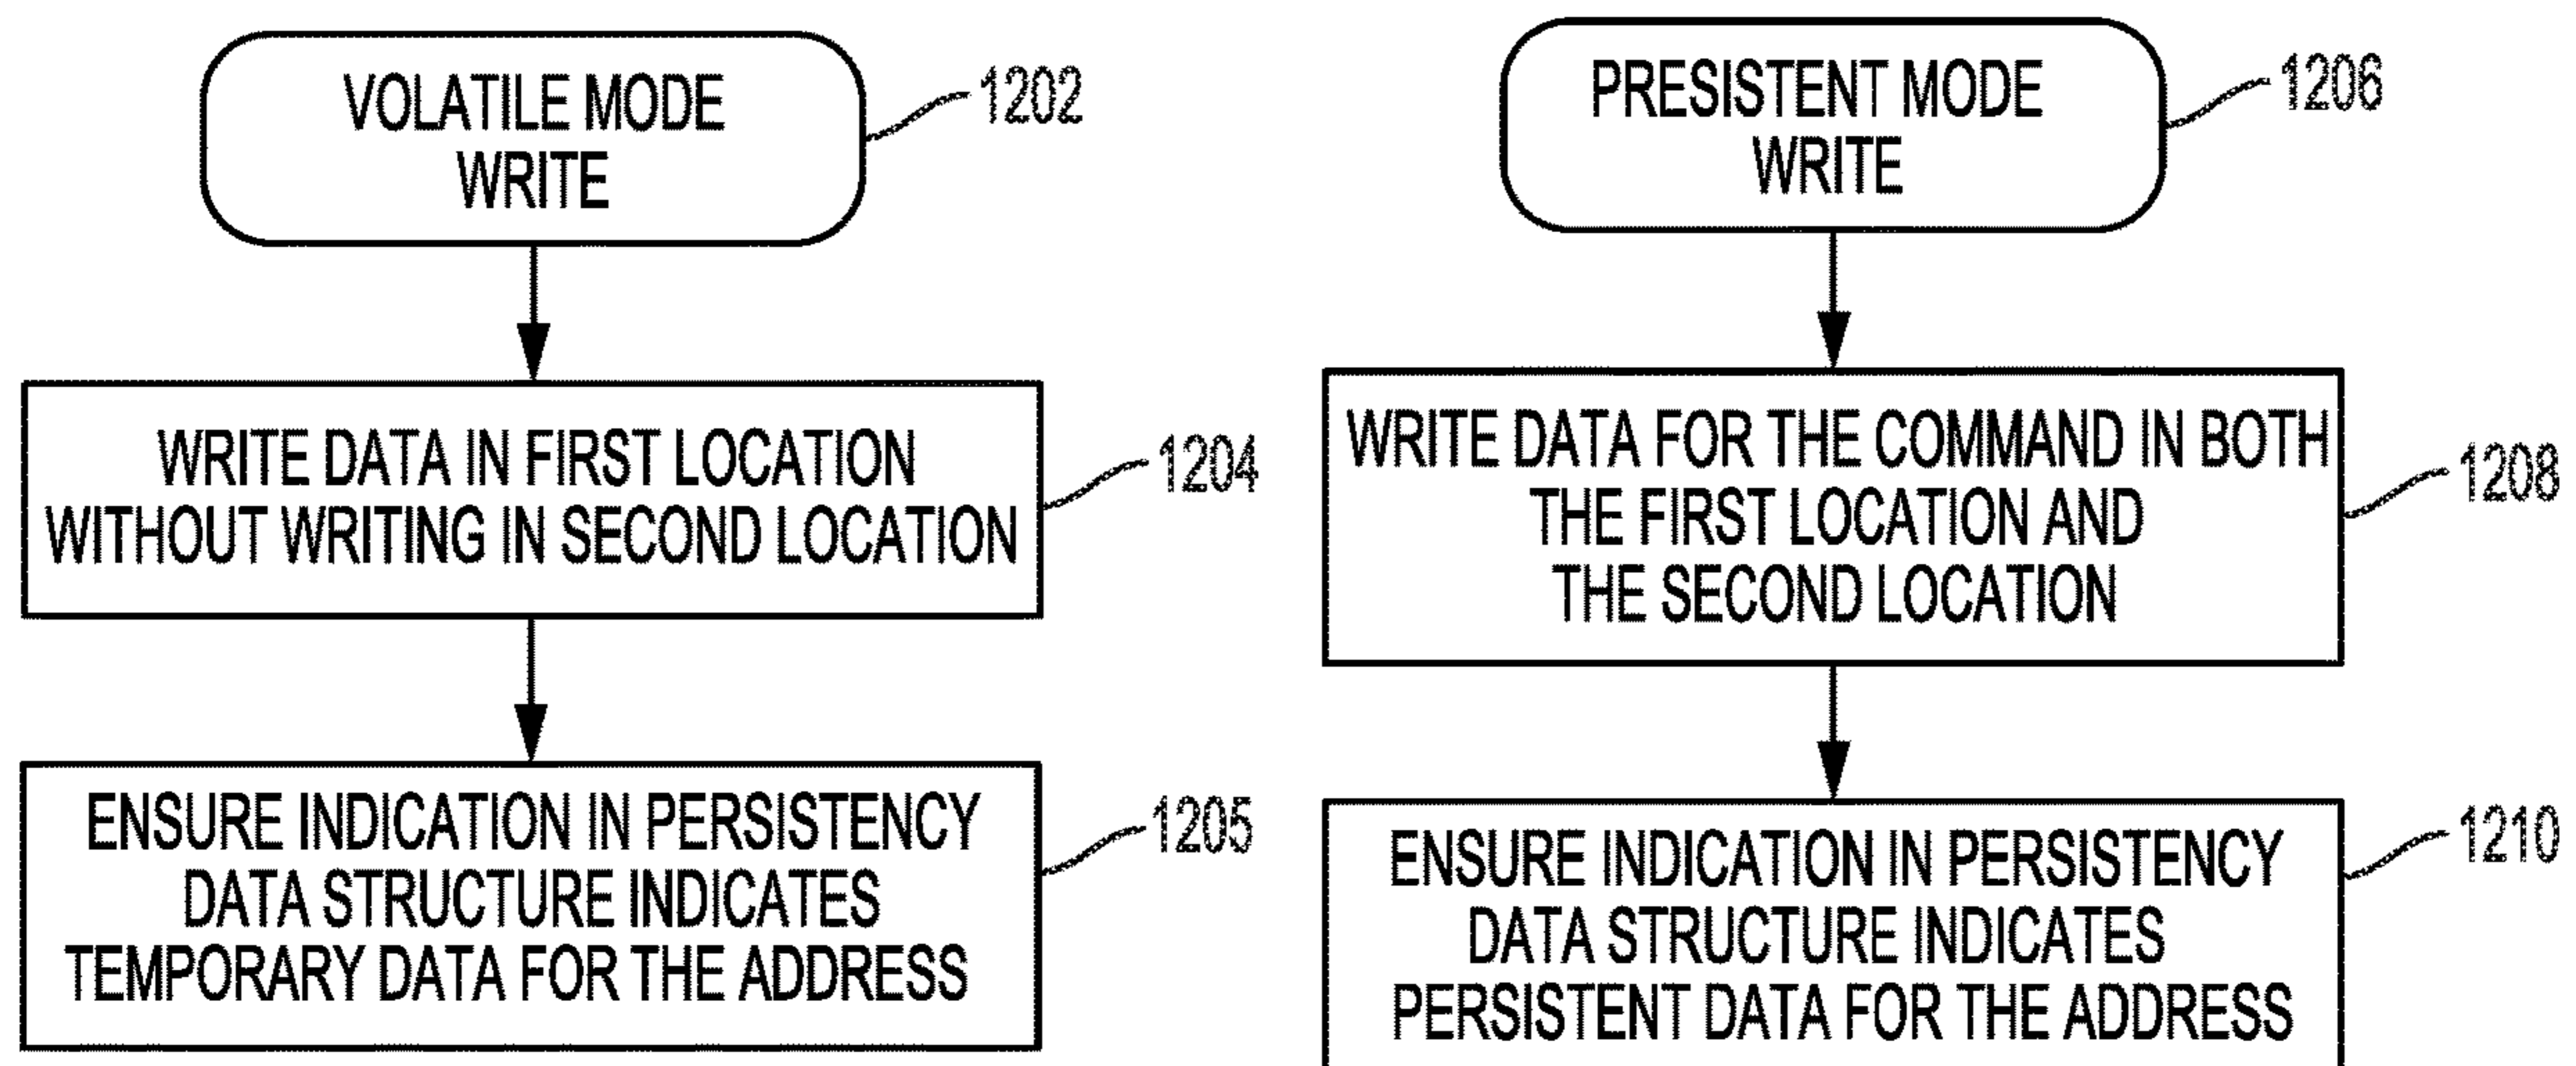 VOLATILE MODE
WRITE
1202
WRITE DATA IN FIRST LOCATION
WITHOUT WRITING IN SECOND LOCATION
1204
ENSURE INDICATION IN PERSISTENCY
DATA STRUCTURE INDICATES
TEMPORARY DATA FOR THE ADDRESS
1205
PRESISTENT MODE
WRITE
1206
WRITE DATA FOR THE COMMAND IN BOTH
THE FIRST LOCATION AND
THE SECOND LOCATION
1208
ENSURE INDICATION IN PERSISTENCY
DATA STRUCTURE INDICATES
PERSISTENT DATA FOR THE ADDRESS
1210